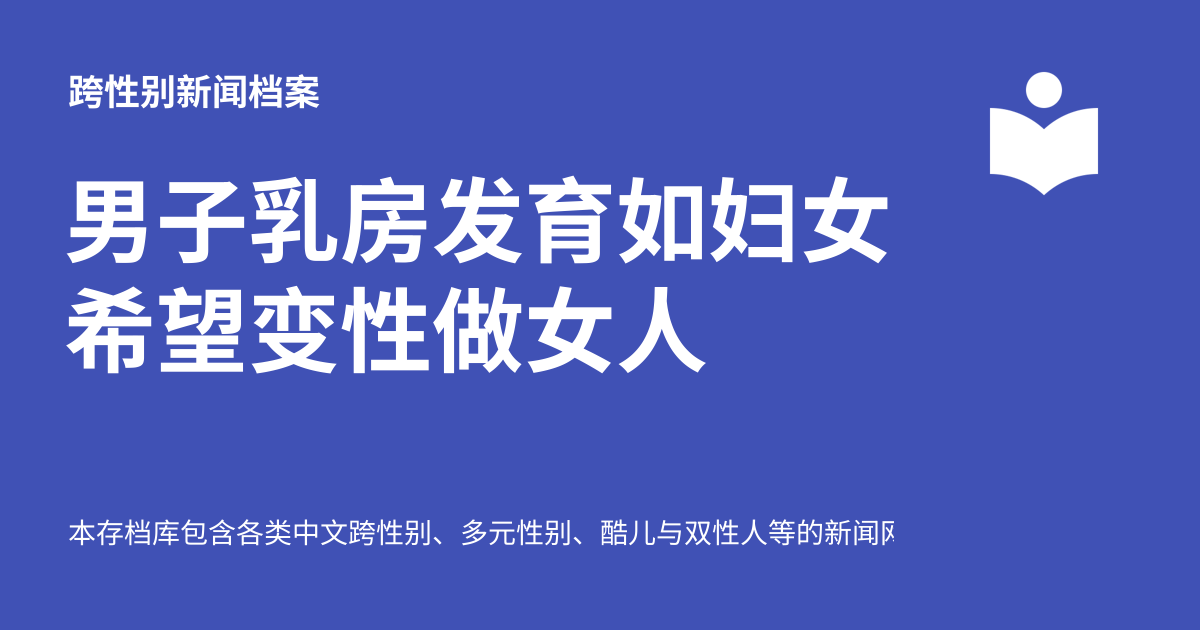 跨性别新闻档案
男子乳房发育如妇女
希望变性做女人
本存档库包含各类中文跨性别、多元性别、酷儿与双性人等的新闻